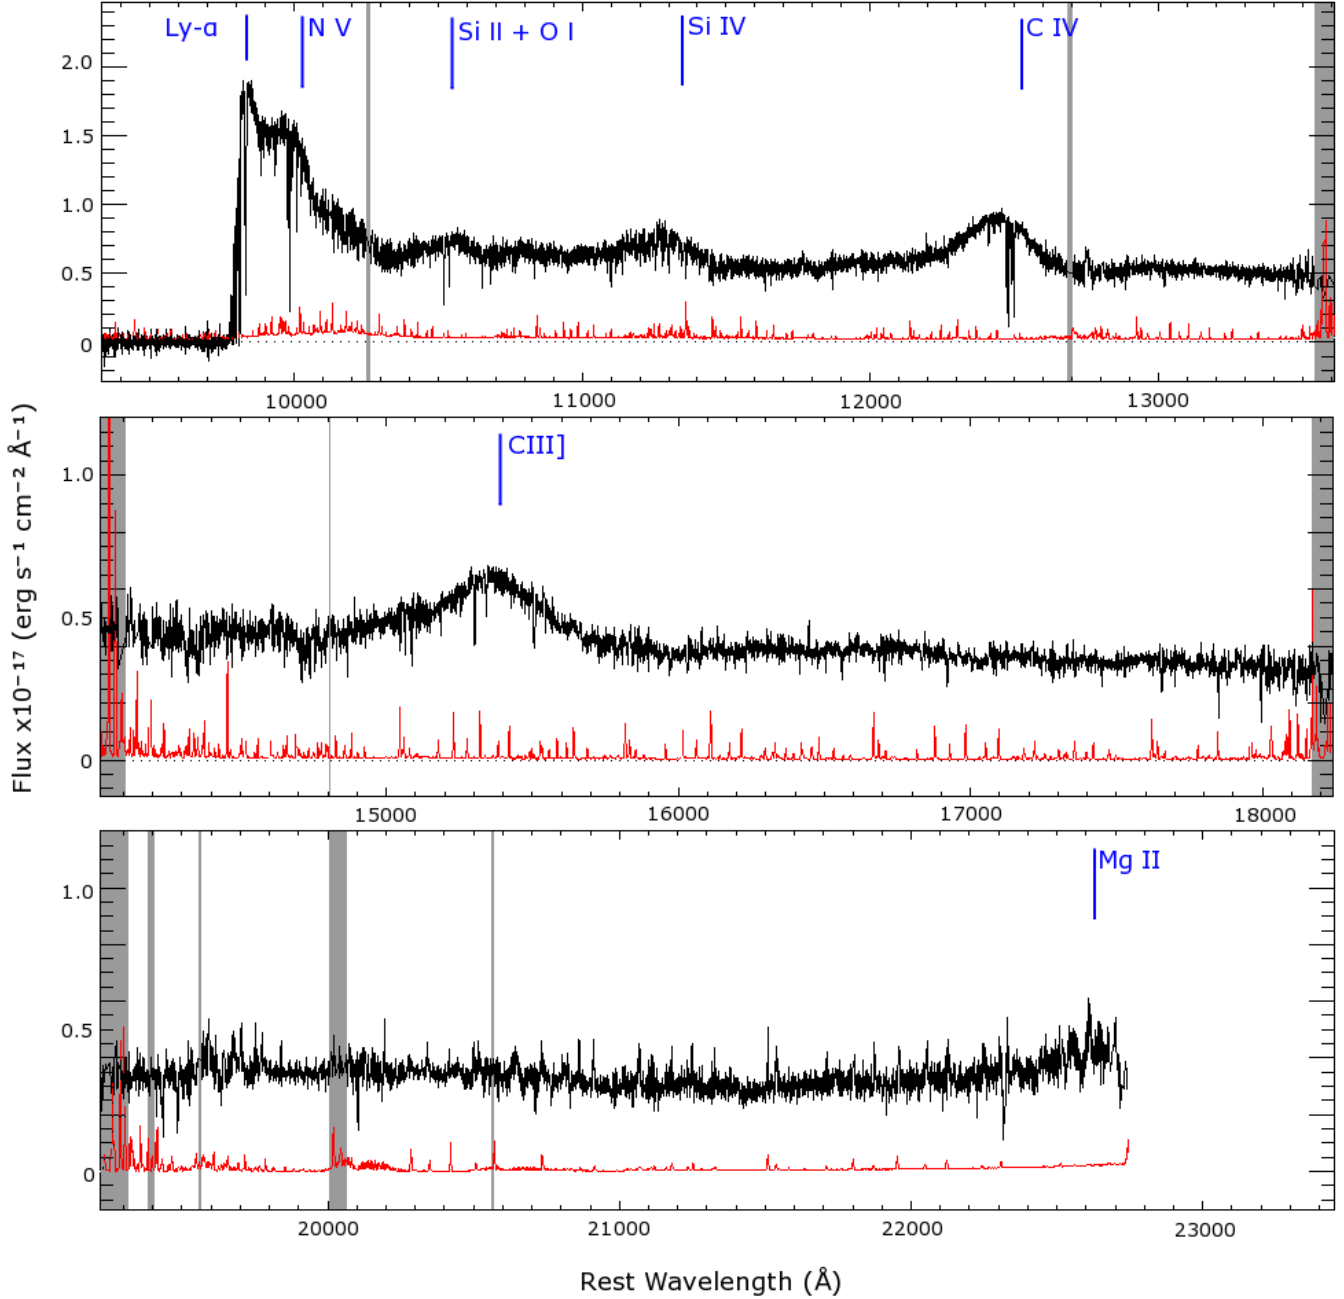 Ly-α N V Si II + O I Si IV C IV
2.0
1.5
1.0
0.5
0
10000 11000 12000 13000
CIII]
1.0
0.5
0
15000 16000 17000 18000
Mg II
1.0
0.5
0
20000 21000 22000 23000
Flux x10⁻¹⁷ (erg s⁻¹ cm⁻² Å⁻¹)
Rest Wavelength (Å)